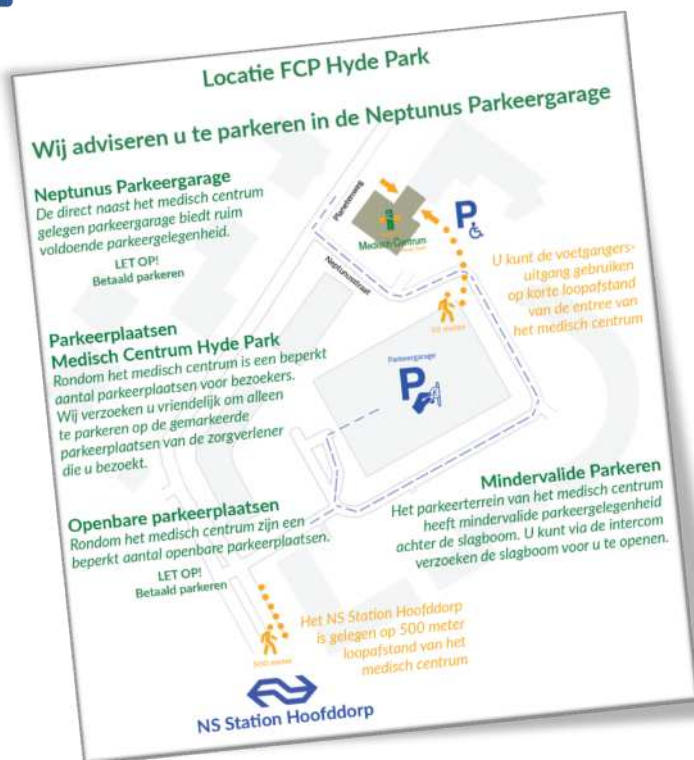 Locatie FCP Hyde Park
Wij adviseren u te parkeren in de Neptunus Parkeergarage
Neptunus Parkeergarage
De direct naast het medisch centrum
gelegen parkeergarage biedt ruim
voldoende parkeergelegenheid.
LET OP!
Betaald parkeren
Planetenweg
Medisch Centrum
Neptunusstraat
P
U kunt de voetgangers-
uitgang gebruiken
op korte loopafstand
van de entree van
het medisch centrum
Parkeerplaatsen
Medisch Centrum Hyde Park
Rondom het medisch centrum is een beperkt
aantal parkeerplaatsen voor bezoekers.
Wij verzoeken u vriendelijk om alleen
te parkeren op de gemarkeerde
parkeerplaatsen van de zorgverlener
die u bezoekt.
Parkeergarage
P
Mindervalide Parkeren
Het parkeerterrein van het medisch centrum
heeft mindervalide parkeergelegenheid
achter de slagboom. U kunt via de intercom
verzoeken de slagboom voor u te openen.
Openbare parkeerplaatsen
Rondom het medisch centrum zijn een
beperkt aantal openbare parkeerplaatsen.
LET OP!
Betaald parkeren
500 meter
Het NS Station Hoofddorp
is gelegen op 500 meter
loopafstand van het
medisch centrum
NS Station Hoofddorp